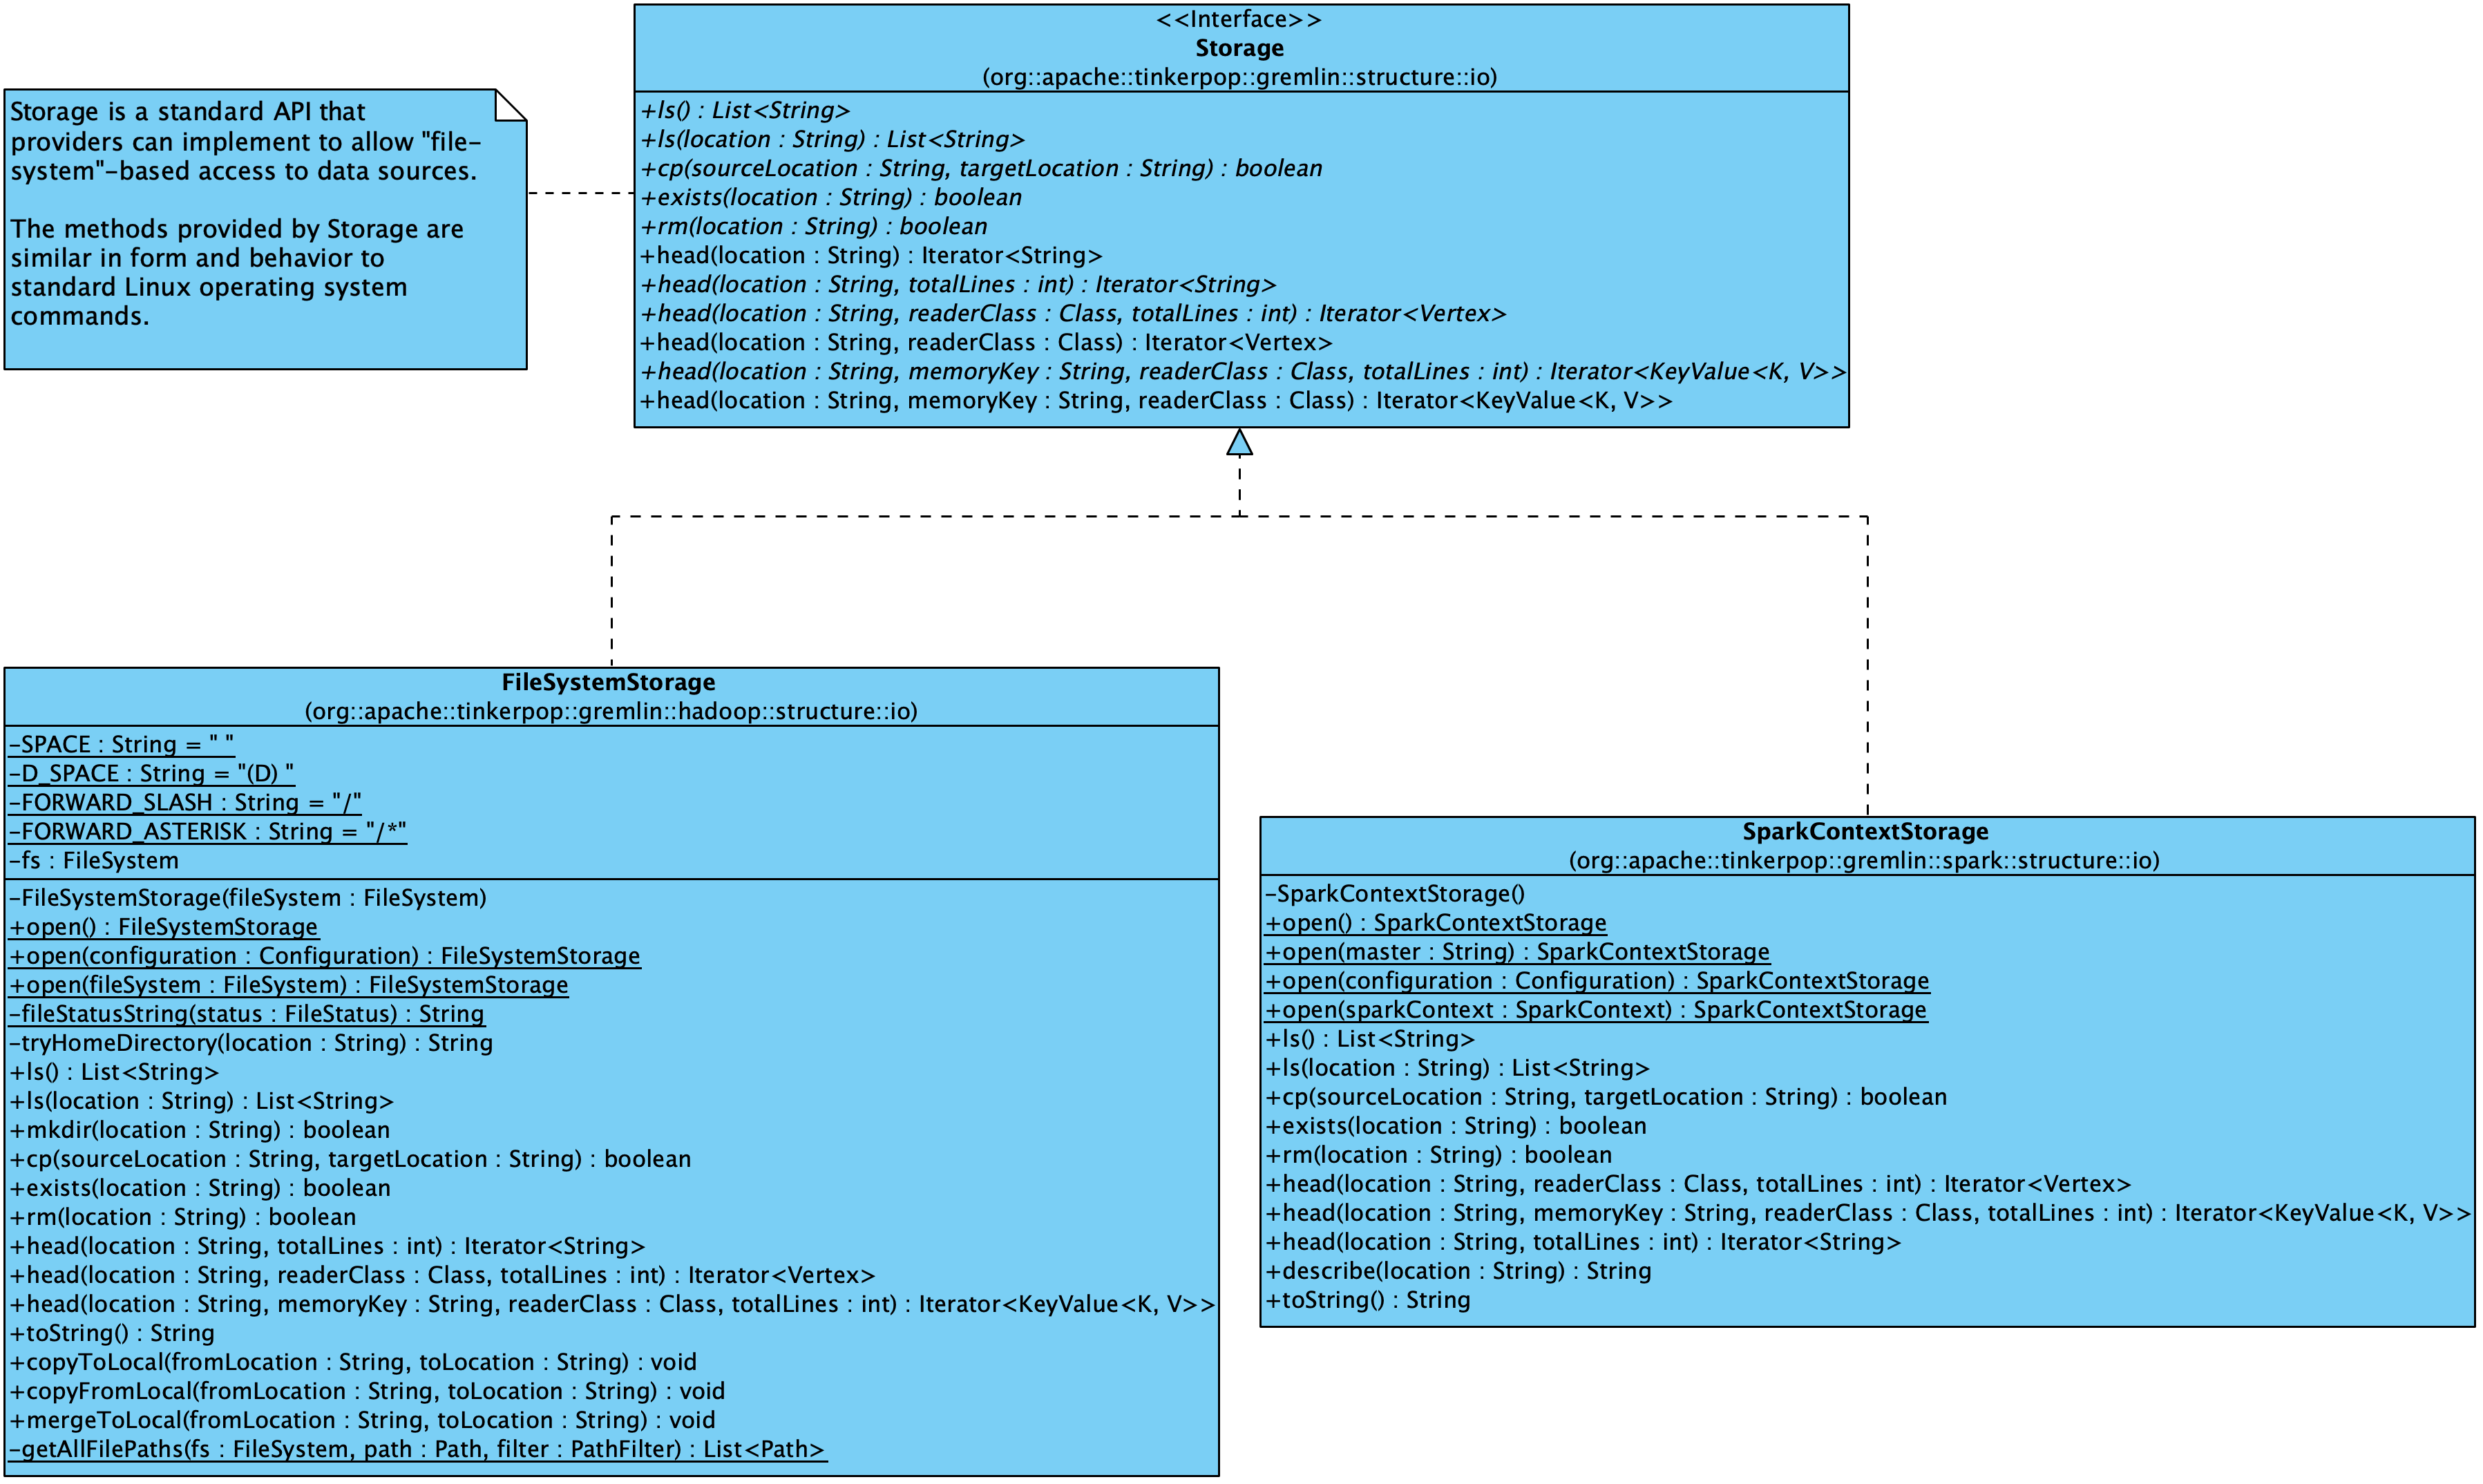 <<Interface>>
Storage
(org::apache::tinkerpop::gremlin::structure::io)
+ls() : List<String>
+ls(location : String) : List<String>
+cp(sourceLocation : String, targetLocation : String) : boolean
+exists(location : String) : boolean
+rm(location : String) : boolean
+head(location : String) : Iterator<String>
+head(location : String, totalLines : int) : Iterator<String>
+head(location : String, readerClass : Class, totalLines : int) : Iterator<Vertex>
+head(location : String, readerClass : Class) : Iterator<Vertex>
+head(location : String, memoryKey : String, readerClass : Class, totalLines : int) : Iterator<KeyValue<K, V>>
+head(location : String, memoryKey : String, readerClass : Class) : Iterator<KeyValue<K, V>>
Storage is a standard API that
providers can implement to allow "file-
system"-based access to data sources.
The methods provided by Storage are
similar in form and behavior to
standard Linux operating system
commands.
FileSystemStorage
(org::apache::tinkerpop::gremlin::hadoop::structure::io)
-SPACE : String = " "
-D_SPACE : String = "(D) "
-FORWARD_SLASH : String = "/"
-FORWARD_ASTERISK : String = "/*"
-fs : FileSystem
-FileSystemStorage(fileSystem : FileSystem)
+open() : FileSystemStorage
+open(configuration : Configuration) : FileSystemStorage
+open(fileSystem : FileSystem) : FileSystemStorage
-fileStatusString(status : FileStatus) : String
-tryHomeDirectory(location : String) : String
+ls() : List<String>
+ls(location : String) : List<String>
+mkdir(location : String) : boolean
+cp(sourceLocation : String, targetLocation : String) : boolean
+exists(location : String) : boolean
+rm(location : String) : boolean
+head(location : String, totalLines : int) : Iterator<String>
+head(location : String, readerClass : Class, totalLines : int) : Iterator<Vertex>
+head(location : String, memoryKey : String, readerClass : Class, totalLines : int) : Iterator<KeyValue<K, V>>
+toString() : String
+copyToLocal(fromLocation : String, toLocation : String) : void
+copyFromLocal(fromLocation : String, toLocation : String) : void
+mergeToLocal(fromLocation : String, toLocation : String) : void
-getAllFilePaths(fs : FileSystem, path : Path, filter : PathFilter) : List<Path>
SparkContextStorage
(org::apache::tinkerpop::gremlin::spark::structure::io)
-SparkContextStorage()
+open() : SparkContextStorage
+open(master : String) : SparkContextStorage
+open(configuration : Configuration) : SparkContextStorage
+open(sparkContext : SparkContext) : SparkContextStorage
+ls() : List<String>
+ls(location : String) : List<String>
+cp(sourceLocation : String, targetLocation : String) : boolean
+exists(location : String) : boolean
+rm(location : String) : boolean
+head(location : String, readerClass : Class, totalLines : int) : Iterator<Vertex>
+head(location : String, memoryKey : String, readerClass : Class, totalLines : int) : Iterator<KeyValue<K, V>>
+head(location : String, totalLines : int) : Iterator<String>
+describe(location : String) : String
+toString() : String